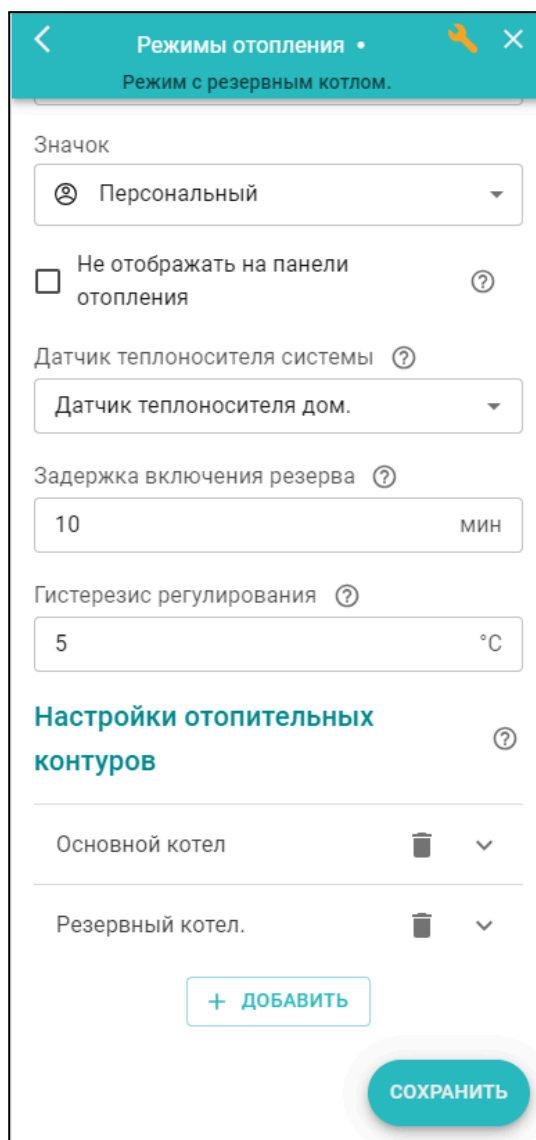 Режимы отопления •
Режим с резервным котлом.
Значок
Персональный
Не отображать на панели
отопления
Датчик теплоносителя системы
Датчик теплоносителя дом.
Задержка включения резерва
10 мин
Гистерезис регулирования
5 °C
Настройки отопительных
контуров
Основной котел
Резервный котел.
+ ДОБАВИТЬ
СОХРАНИТЬ